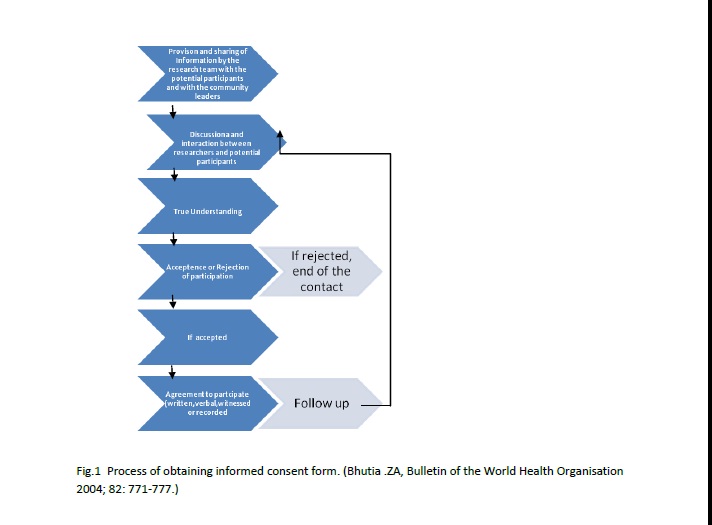 Provison and sharing of
Information by the
research team with the
potential participants
and with the community
leaders
Discussiona and
interaction between
researchers and potential
participants
True Understanding
Acceptence or Rejection
of participation
If rejected,
end of the
contact
If accepted
Agreement to partcipate
(written,verbal,witnessed
or recorded
Follow up
Fig.1 Process of obtaining informed consent form. (Bhutia .ZA, Bulletin of the World Health Organisation
2004; 82: 771-777.)